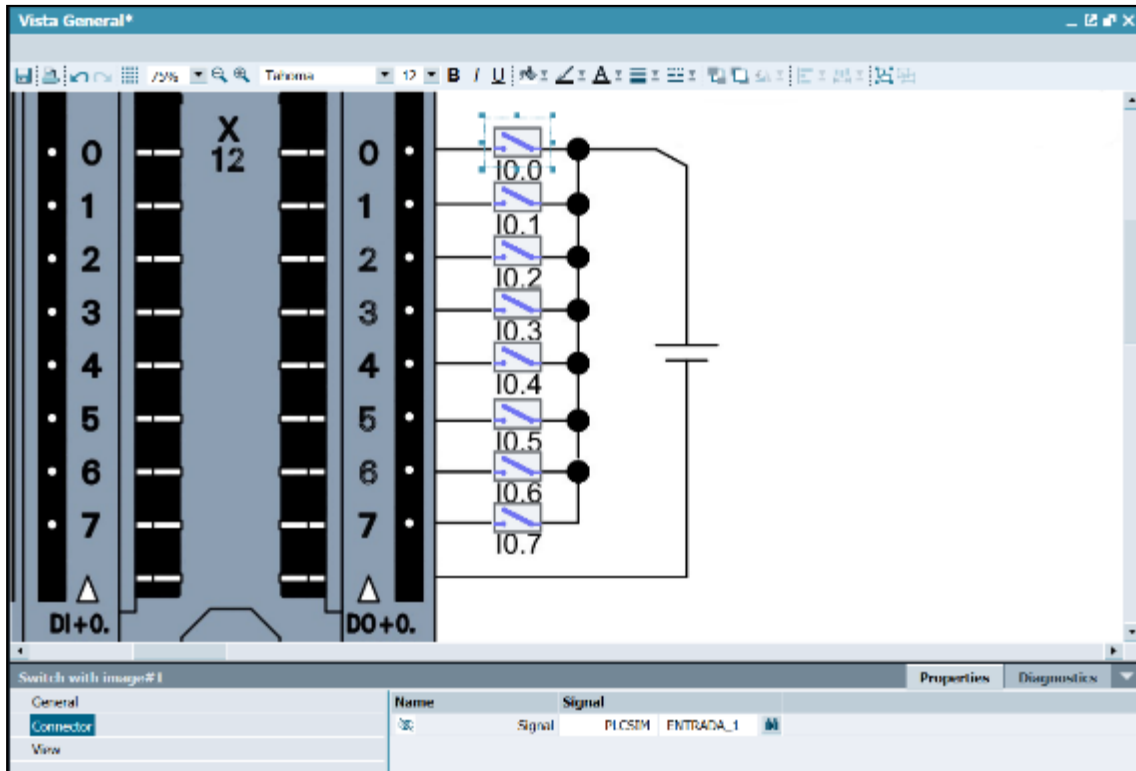 Vista General*
75% Tahoma 12 B I U A
X
12
0 0 I0.0
1 1 I0.1
2 2 I0.2
3 3 I0.3
4 4 I0.4
5 5 I0.5
6 6 I0.6
7 7 I0.7
DI+0. DO+0.
Switch with image#1 Properties Diagnostics
General Name Signal
Connector Signal PLCSIM ENTRADA_1
View